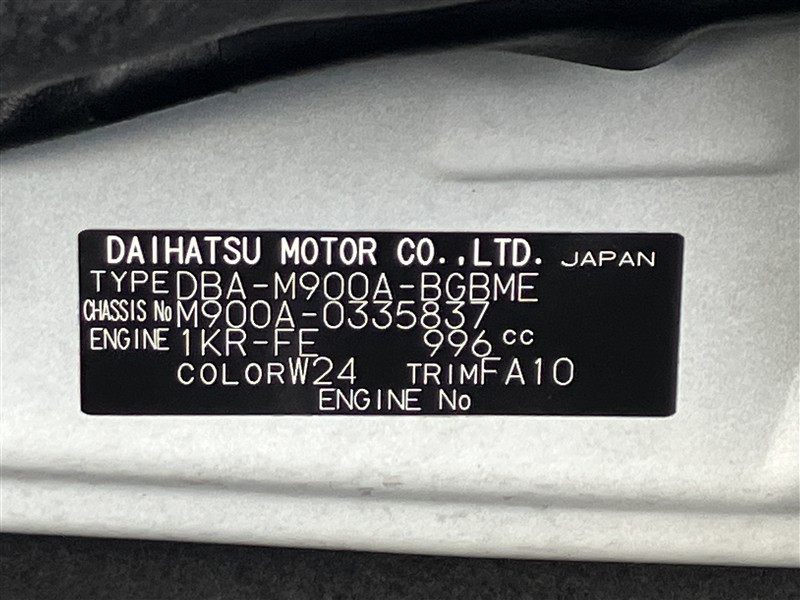 DAIHATSU MOTOR CO.,LTD. JAPAN
TYPE DBA-M900A-BGBME
CHASSIS No M900A-0335837
ENGINE 1KR-FE 996 cc
COLOR W24 TRIM FA10
ENGINE No